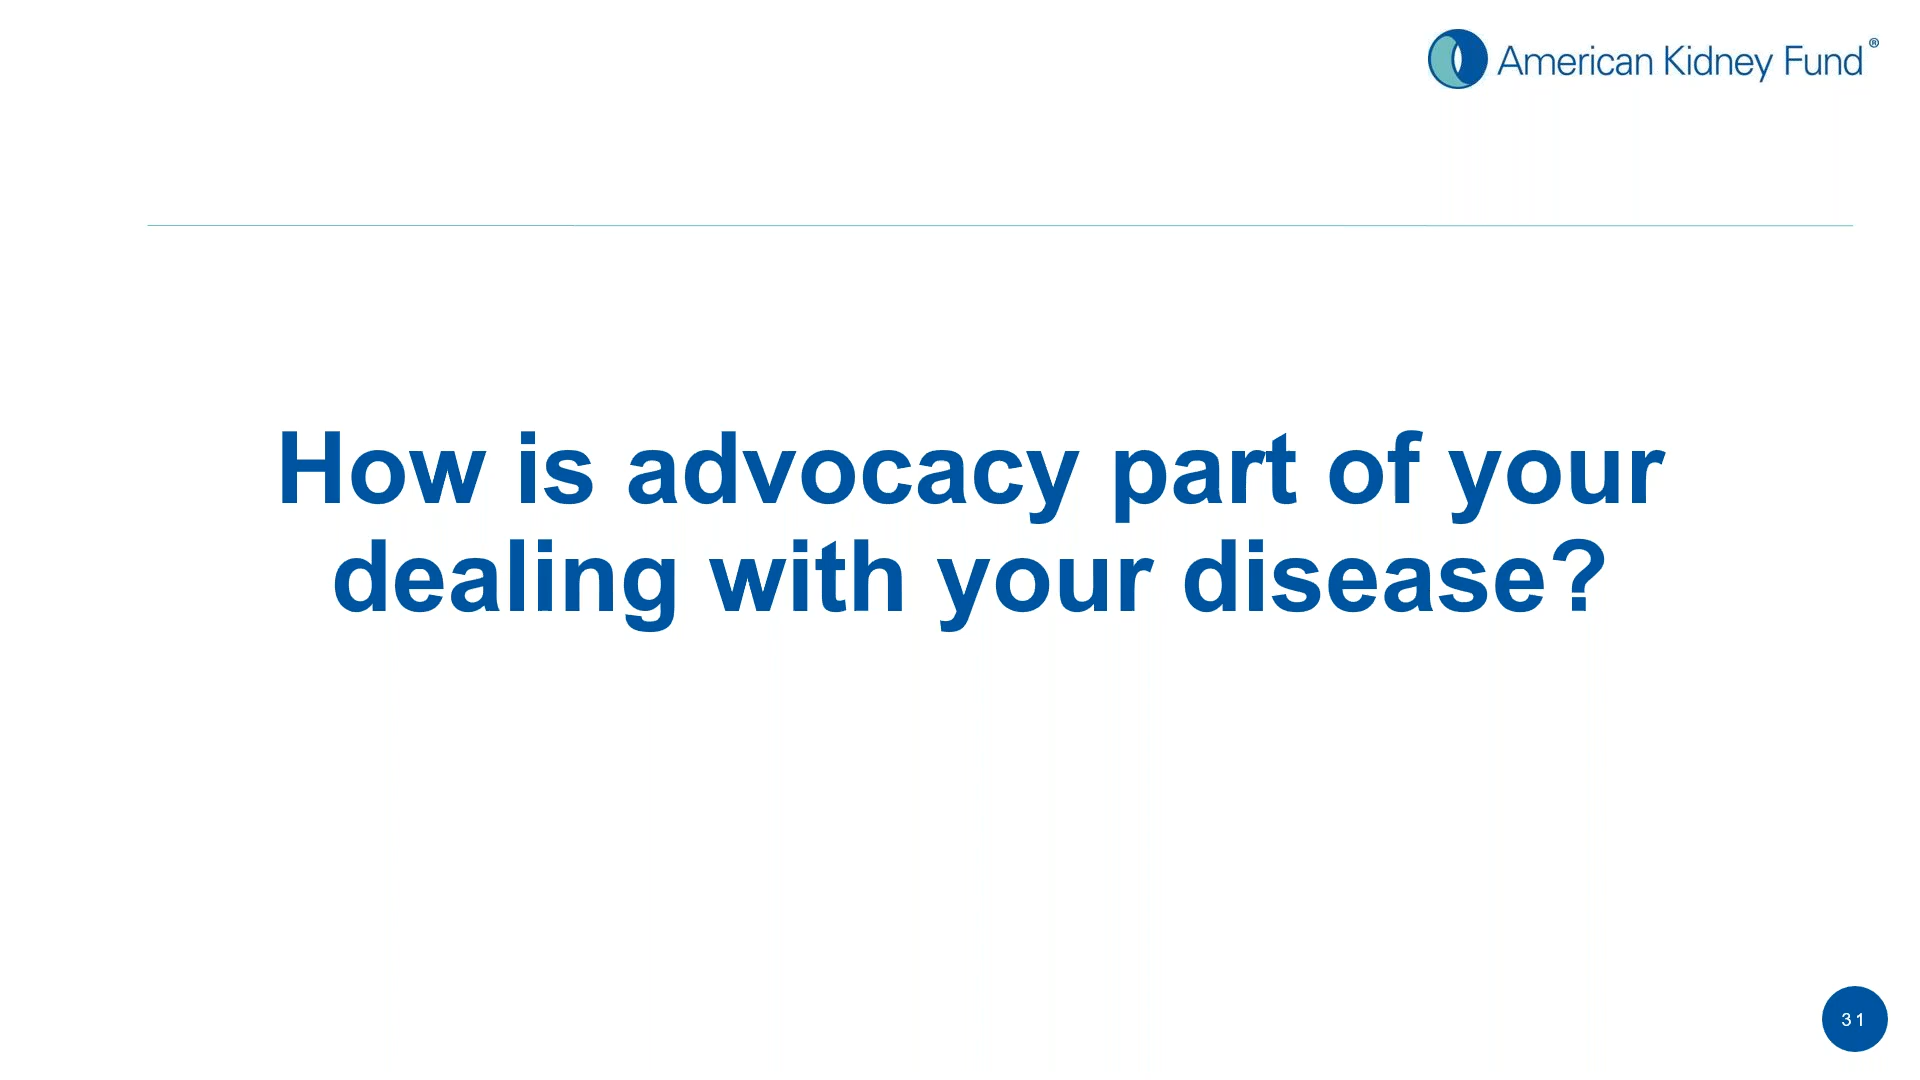 American Kidney Fund®
How is advocacy part of your
dealing with your disease?
31